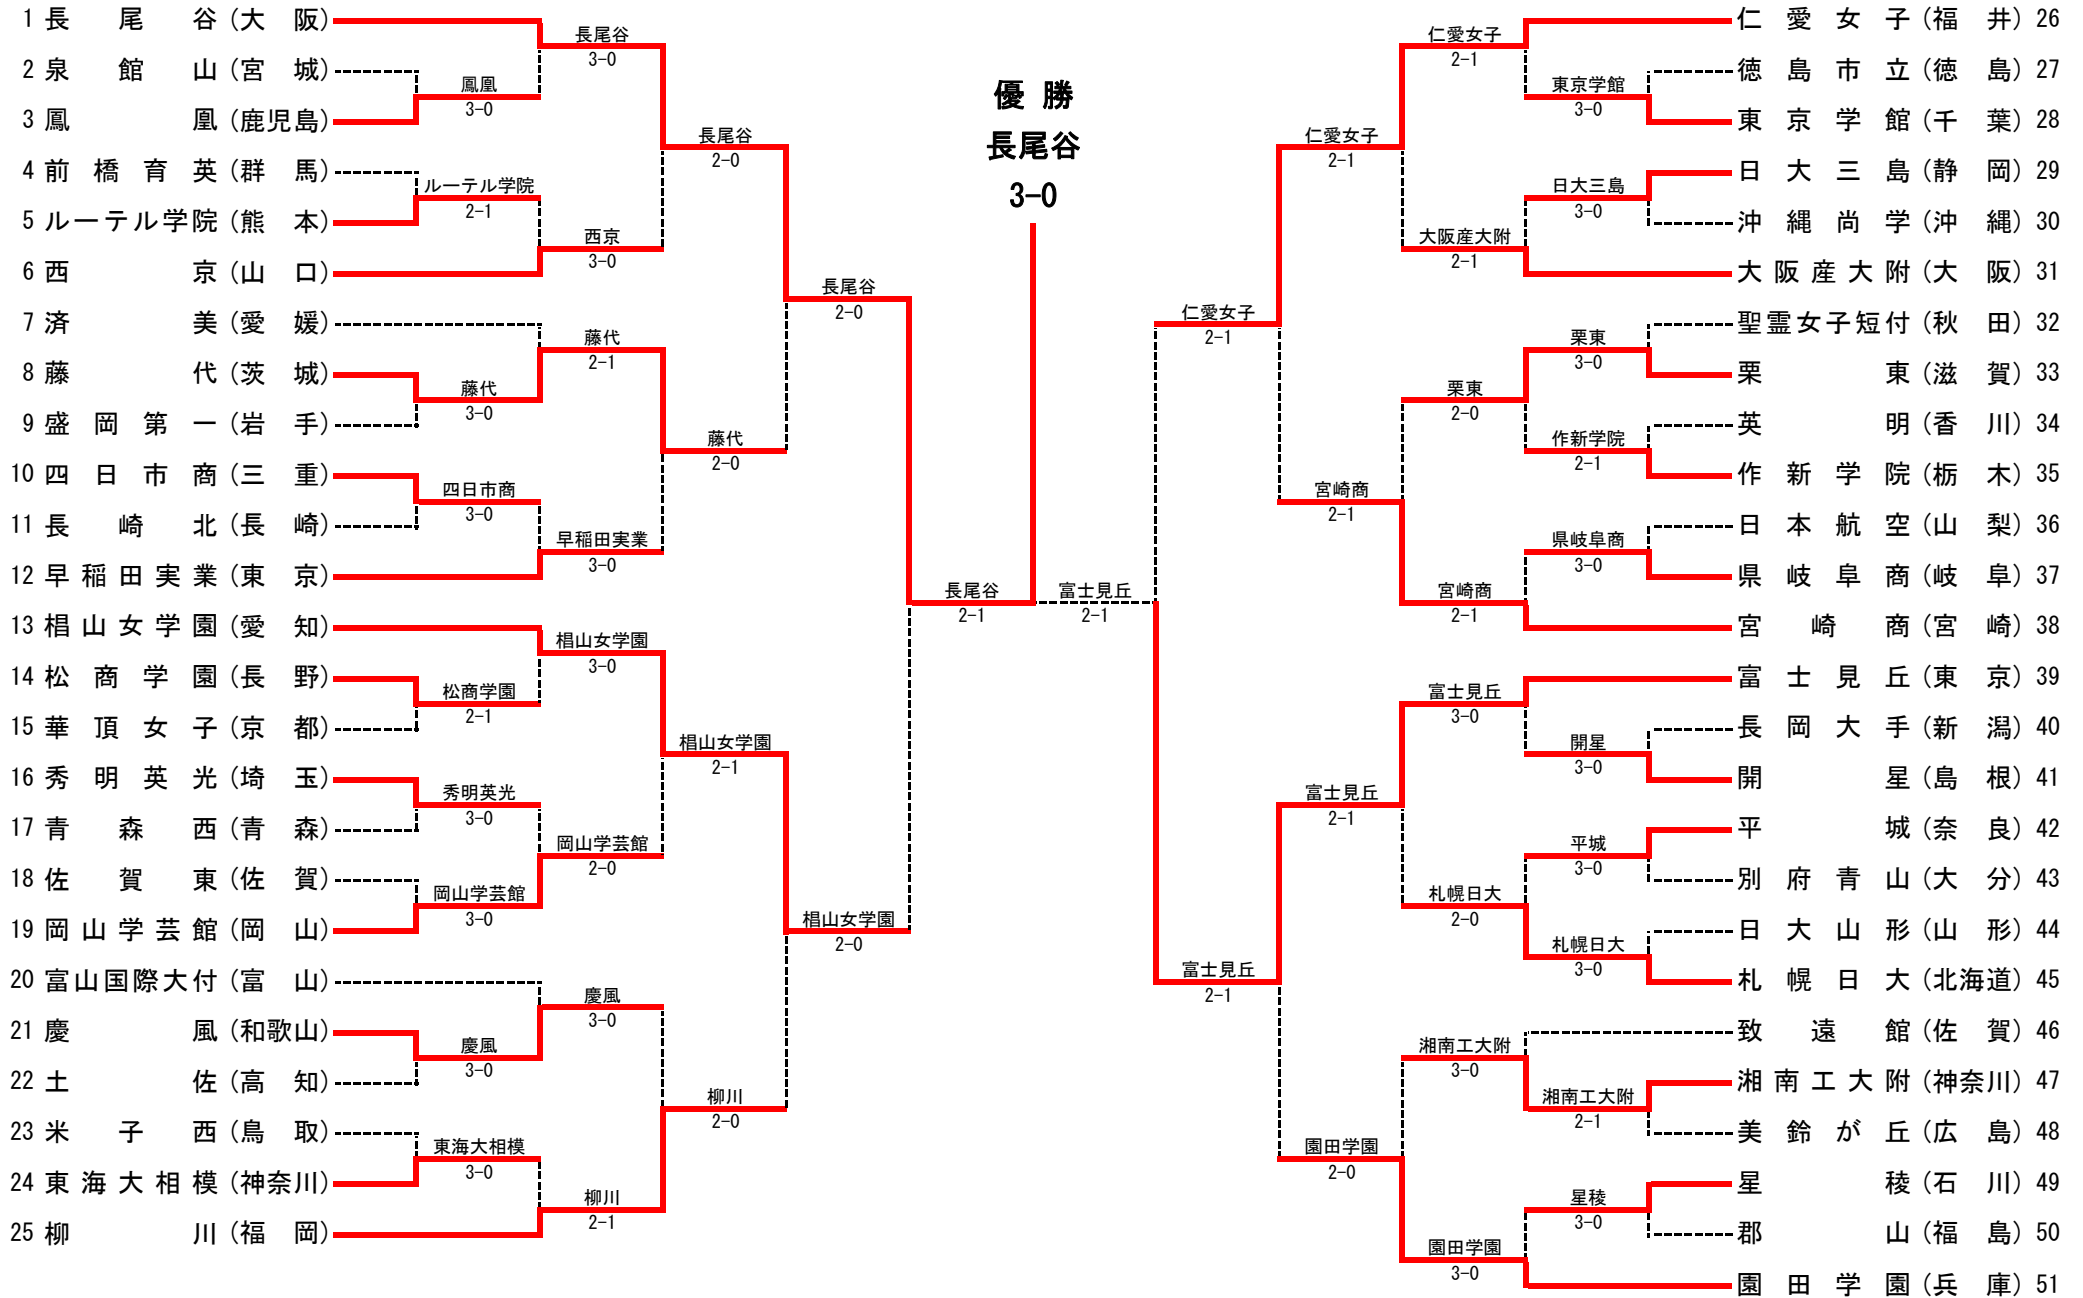 1 長尾谷（大阪）
2 泉館山（宮城）
3 鳳凰（鹿児島）
4 前橋育英（群馬）
5 ルーテル学院（熊本）
6 西京（山口）
7 済美（愛媛）
8 藤代（茨城）
9 盛岡第一（岩手）
10 四日市商（三重）
11 長崎北（長崎）
12 早稲田実業（東京）
13 椙山女学園（愛知）
14 松商学園（長野）
15 華頂女子（京都）
16 秀明英光（埼玉）
17 青森西（青森）
18 佐賀東（佐賀）
19 岡山学芸館（岡山）
20 富山国際大付（富山）
21 慶風（和歌山）
22 土佐（高知）
23 米子西（鳥取）
24 東海大相模（神奈川）
25 柳川（福岡）
鳳凰
3-0
ルーテル学院
2-1
藤代
3-0
四日市商
3-0
松商学園
2-1
秀明英光
3-0
岡山学芸館
3-0
慶風
3-0
東海大相模
3-0
長尾谷
3-0
西京
3-0
藤代
2-1
早稲田実業
3-0
椙山女学園
3-0
岡山学芸館
2-0
慶風
3-0
柳川
2-1
長尾谷
2-0
藤代
2-0
椙山女学園
2-1
柳川
2-0
長尾谷
2-0
椙山女学園
2-0
長尾谷
2-1
優勝
長尾谷
3-0
富士見丘
2-1
仁愛女子
2-1
富士見丘
2-1
仁愛女子
2-1
宮崎商
2-1
富士見丘
2-1
園田学園
2-0
仁愛女子
2-1
大阪産大附
2-1
栗東
2-0
宮崎商
2-1
富士見丘
3-0
札幌日大
2-0
湘南工大附
3-0
園田学園
3-0
東京学館
3-0
日大三島
3-0
栗東
3-0
作新学院
2-1
県岐阜商
3-0
開星
3-0
平城
3-0
札幌日大
3-0
湘南工大附
2-1
星稜
3-0
仁愛女子（福井）26
徳島市立（徳島）27
東京学館（千葉）28
日大三島（静岡）29
沖縄尚学（沖縄）30
大阪産大附（大阪）31
聖霊女子短付（秋田）32
栗東（滋賀）33
英明（香川）34
作新学院（栃木）35
日本航空（山梨）36
県岐阜商（岐阜）37
宮崎商（宮崎）38
富士見丘（東京）39
長岡大手（新潟）40
開星（島根）41
平城（奈良）42
別府青山（大分）43
日大山形（山形）44
札幌日大（北海道）45
致遠館（佐賀）46
湘南工大附（神奈川）47
美鈴が丘（広島）48
星稜（石川）49
郡山（福島）50
園田学園（兵庫）51